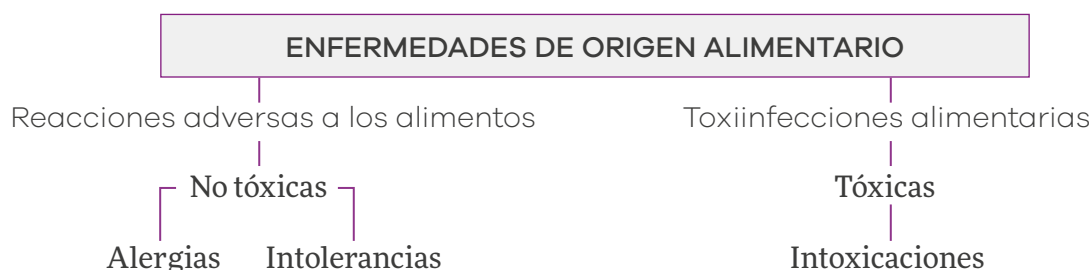 ENFERMEDADES DE ORIGEN ALIMENTARIO
Reacciones adversas a los alimentos
Toxiinfecciones alimentarias
No tóxicas
Tóxicas
Alergias
Intolerancias
Intoxicaciones